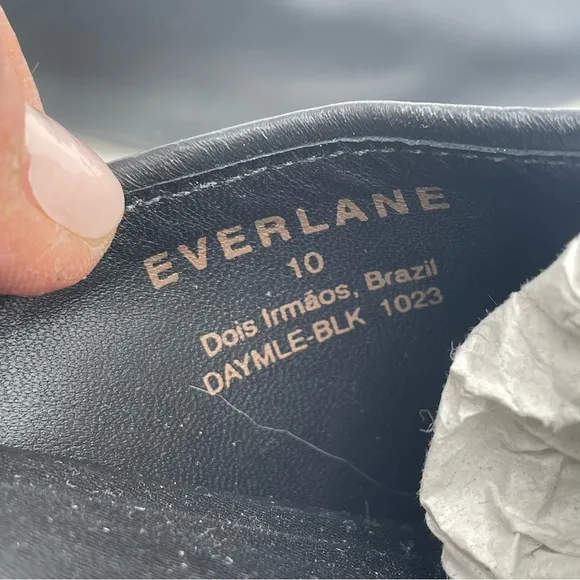 EVERLANE
10
Dois Irmáos, Brazil
DAYMLE-BLK 1023